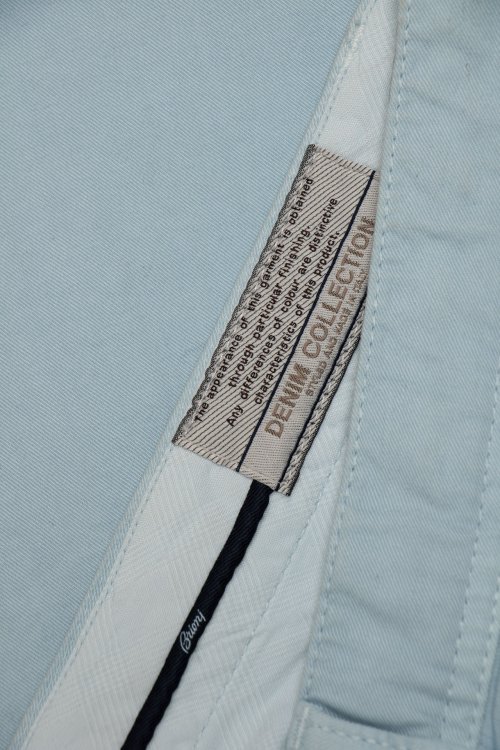 The appearance of this garment is obtained
through particular finishing.
Any differences of colour are distinctive
characteristics of this product.
DENIM COLLECTION
STYLED AND MADE IN ITALY
Brioni